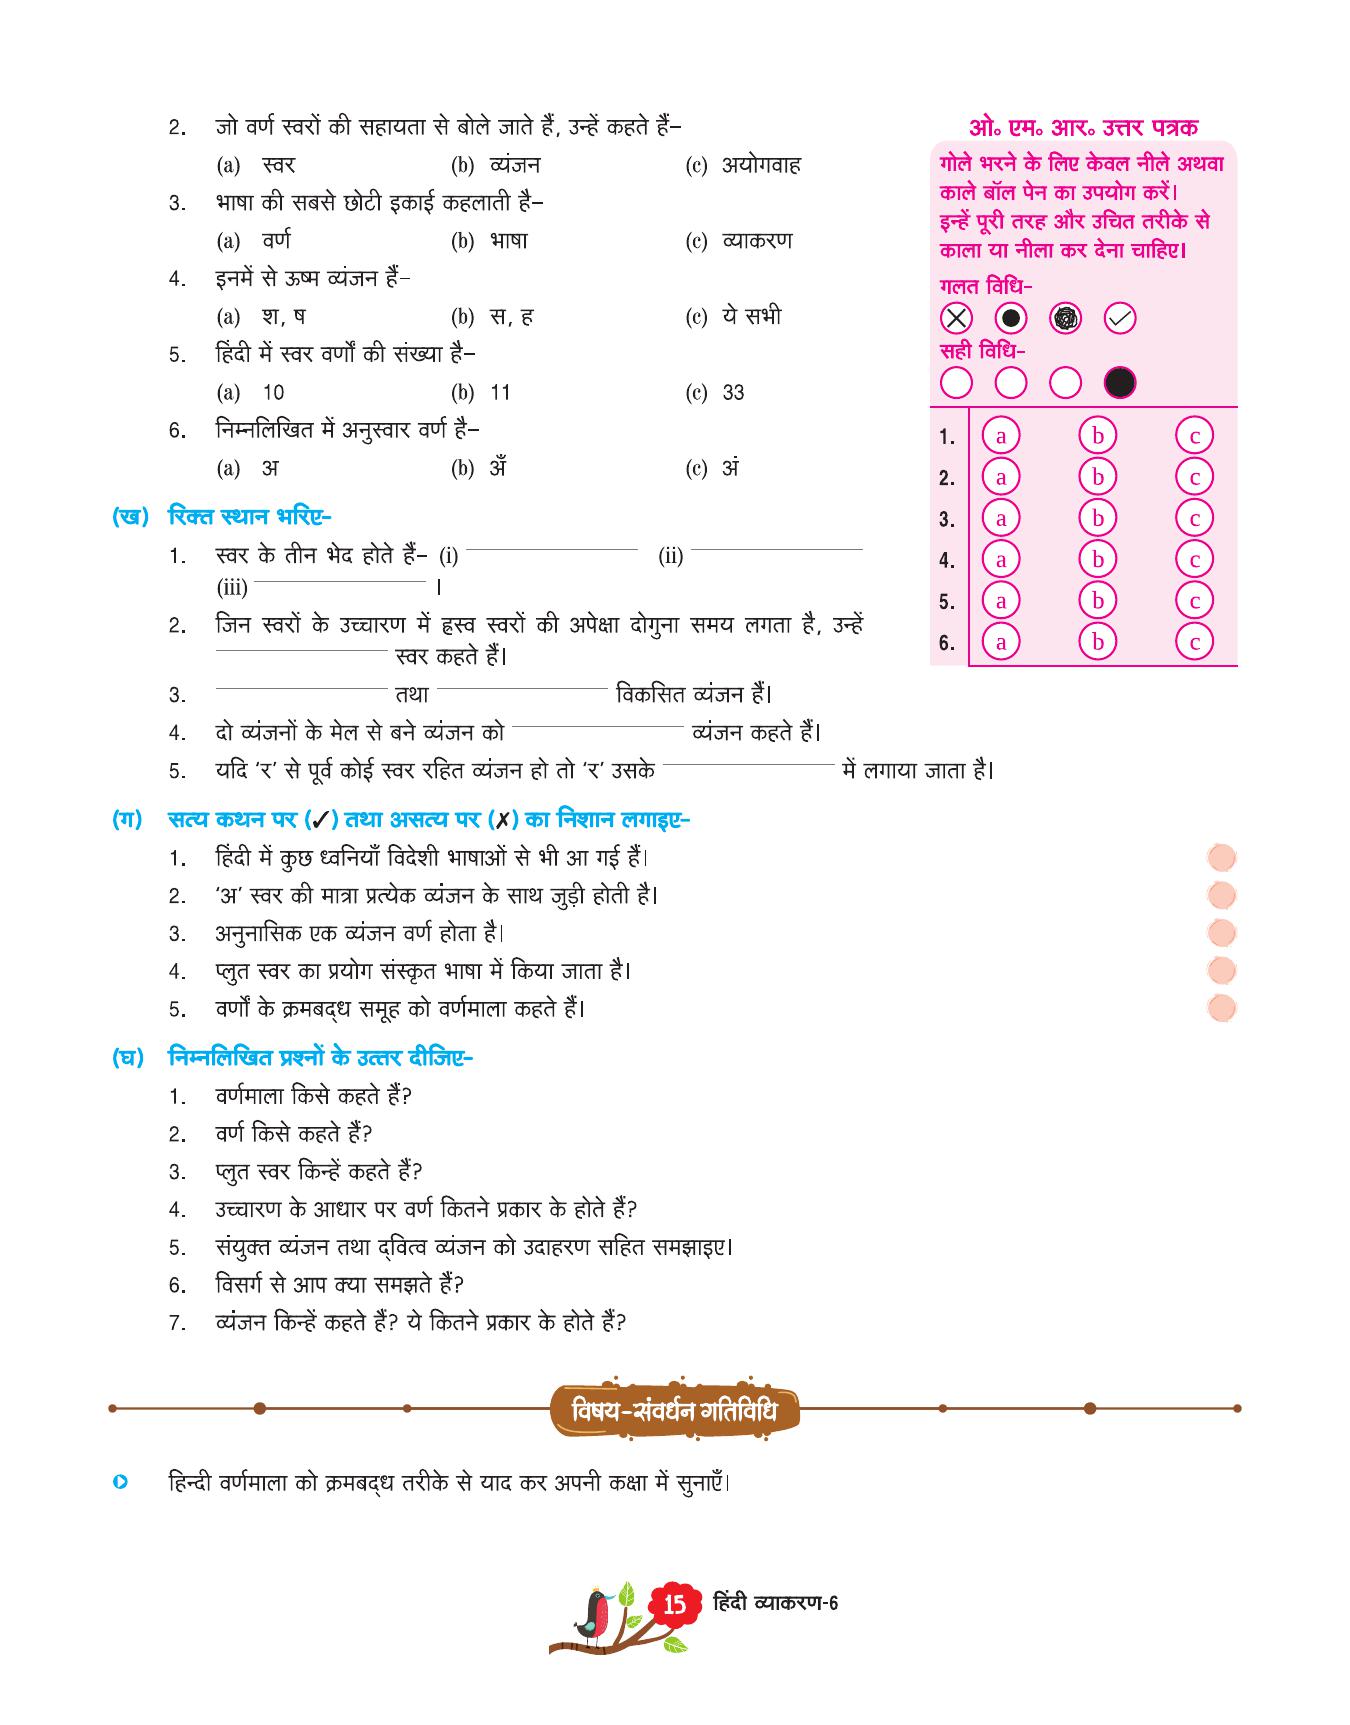 2. जो वर्ण स्वरों की सहायता से बोले जाते हैं, उन्हें कहते हैं–
(a) स्वर (b) व्यंजन (c) अयोगवाह
3. भाषा की सबसे छोटी इकाई कहलाती है–
(a) वर्ण (b) भाषा (c) व्याकरण
4. इनमें से ऊष्म व्यंजन हैं–
(a) श, ष (b) स, ह (c) ये सभी
5. हिंदी में स्वर वर्णों की संख्या है–
(a) 10 (b) 11 (c) 33
6. निम्नलिखित में अनुस्वार वर्ण है–
(a) अ (b) अँ (c) अं
ओ॰ एम॰ आर॰ उत्तर पत्रक
गोले भरने के लिए केवल नीले अथवा
काले बॉल पेन का उपयोग करें।
इन्हें पूरी तरह और उचित तरीके से
काला या नीला कर देना चाहिए।
गलत विधि–
सही विधि–
1. a b c
2. a b c
3. a b c
4. a b c
5. a b c
6. a b c
(ख) रिक्त स्थान भरिए–
1. स्वर के तीन भेद होते हैं– (i) ____ (ii) ____
(iii) ____ ।
2. जिन स्वरों के उच्चारण में ह्रस्व स्वरों की अपेक्षा दोगुना समय लगता है, उन्हें
____ स्वर कहते हैं।
3. ____ तथा ____ विकसित व्यंजन हैं।
4. दो व्यंजनों के मेल से बने व्यंजन को ____ व्यंजन कहते हैं।
5. यदि ‘र’ से पूर्व कोई स्वर रहित व्यंजन हो तो ‘र’ उसके ____ में लगाया जाता है।
(ग) सत्य कथन पर (✓) तथा असत्य पर (✗) का निशान लगाइए–
1. हिंदी में कुछ ध्वनियाँ विदेशी भाषाओं से भी आ गई हैं।
2. ‘अ’ स्वर की मात्रा प्रत्येक व्यंजन के साथ जुड़ी होती है।
3. अनुनासिक एक व्यंजन वर्ण होता है।
4. प्लुत स्वर का प्रयोग संस्कृत भाषा में किया जाता है।
5. वर्णों के क्रमबद्ध समूह को वर्णमाला कहते हैं।
(घ) निम्नलिखित प्रश्नों के उत्तर दीजिए–
1. वर्णमाला किसे कहते हैं?
2. वर्ण किसे कहते हैं?
3. प्लुत स्वर किन्हें कहते हैं?
4. उच्चारण के आधार पर वर्ण कितने प्रकार के होते हैं?
5. संयुक्त व्यंजन तथा द्वित्व व्यंजन को उदाहरण सहित समझाइए।
6. विसर्ग से आप क्या समझते हैं?
7. व्यंजन किन्हें कहते हैं? ये कितने प्रकार के होते हैं?
विषय-संवर्धन गतिविधि
हिन्दी वर्णमाला को क्रमबद्ध तरीके से याद कर अपनी कक्षा में सुनाएँ।
15 हिंदी व्याकरण-6